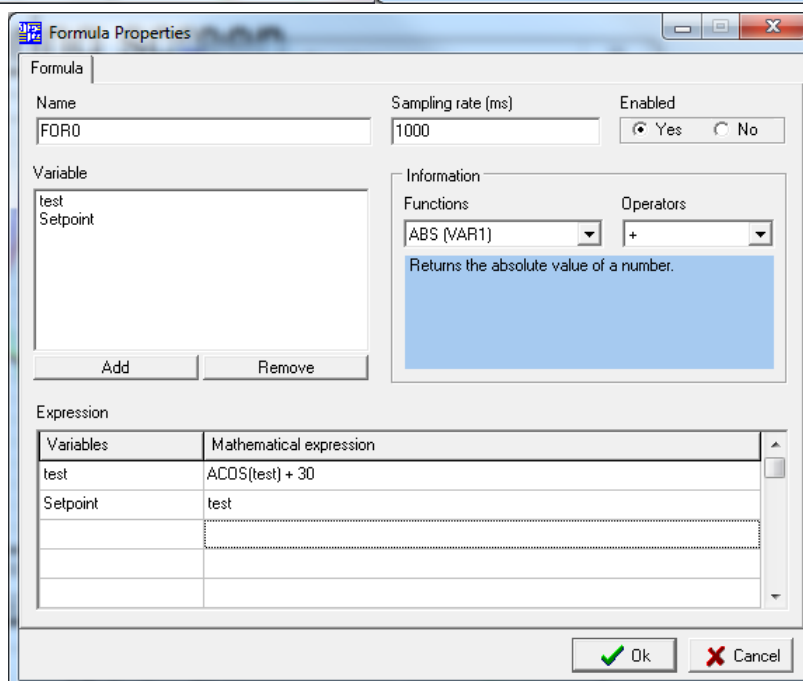 Formula Properties
Formula
Name
Sampling rate (ms)
Enabled
FOR0
1000
Yes
No
Variable
Information
test
Setpoint
Functions
Operators
ABS (VAR1)
+
Returns the absolute value of a number.
Add
Remove
Expression
Variables
Mathematical expression
test
ACOS(test) + 30
Setpoint
test
Ok
Cancel